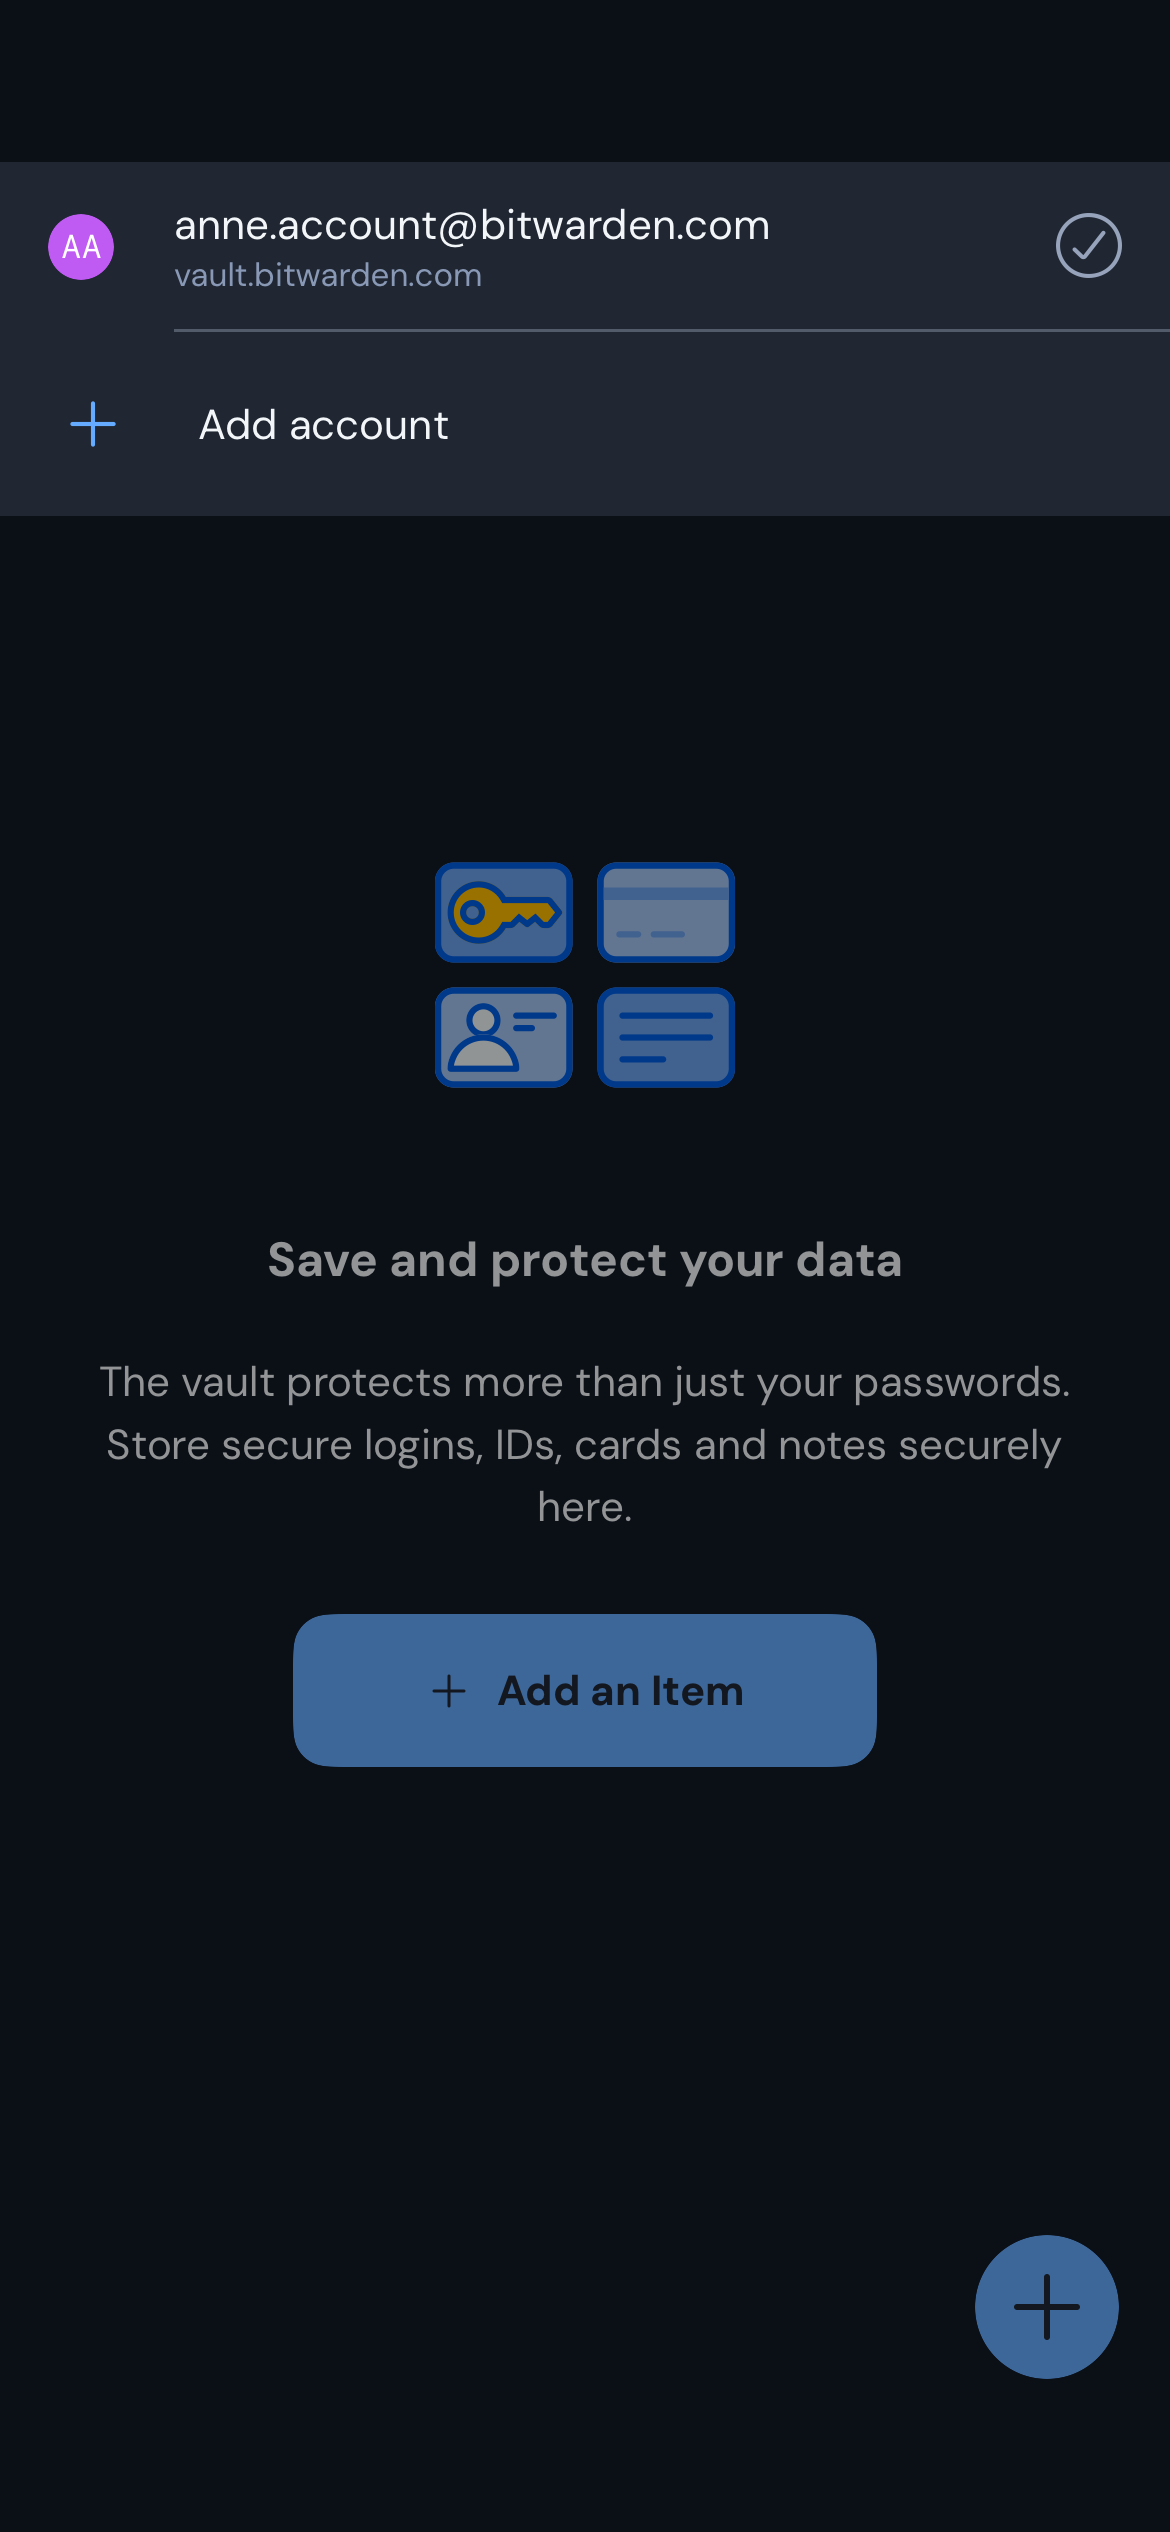 AA
anne.account@bitwarden.com
vault.bitwarden.com
Add account
Save and protect your data
The vault protects more than just your passwords.
Store secure logins, IDs, cards and notes securely
here.
Add an Item